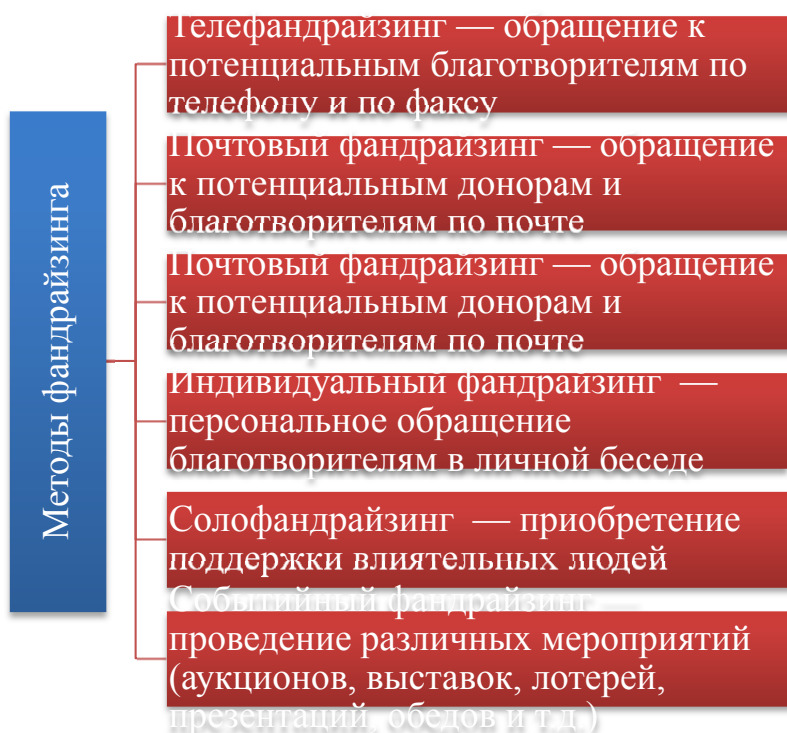 Методы фандрайзинга
Телефандрайзинг — обращение к
потенциальным благотворителям по
телефону и по факсу
Почтовый фандрайзинг — обращение
к потенциальным донорам и
благотворителям по почте
Почтовый фандрайзинг — обращение
к потенциальным донорам и
благотворителям по почте
Индивидуальный фандрайзинг —
персональное обращение
благотворителям в личной беседе
Солофандрайзинг — приобретение
поддержки влиятельных людей
Событийный фандрайзинг —
проведение различных мероприятий
(аукционов, выставок, лотерей,
презентаций, обедов и т.д.)